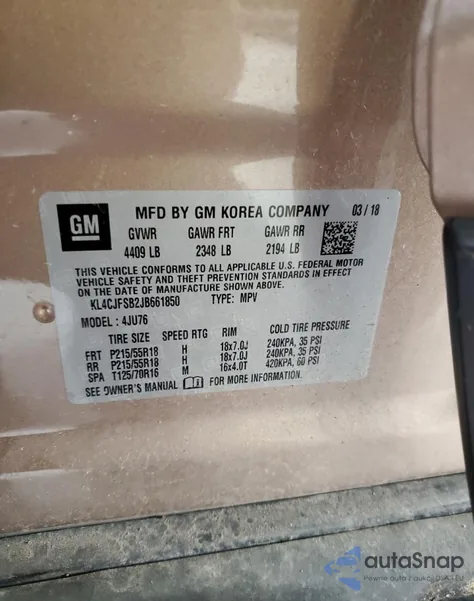 GM
MFD BY GM KOREA COMPANY 03/18
GVWR GAWR FRT GAWR RR
4409 LB 2348 LB 2194 LB
THIS VEHICLE CONFORMS TO ALL APPLICABLE U.S. FEDERAL MOTOR
VEHICLE SAFETY AND THEFT PREVENTION STANDARDS IN EFFECT
ON THE DATE OF MANUFACTURE SHOWN ABOVE.
KL4CJFSB2JB661850 TYPE: MPV
MODEL: 4JU76
TIRE SIZE SPEED RTG RIM COLD TIRE PRESSURE
FRT P215/55R18 H 18x7.0J 240KPA, 35 PSI
RR P215/55R18 H 18x7.0J 240KPA, 35 PSI
SPA T125/70R16 M 16x4.0T 420KPA, 60 PSI
SEE OWNER'S MANUAL FOR MORE INFORMATION.
autoSnap